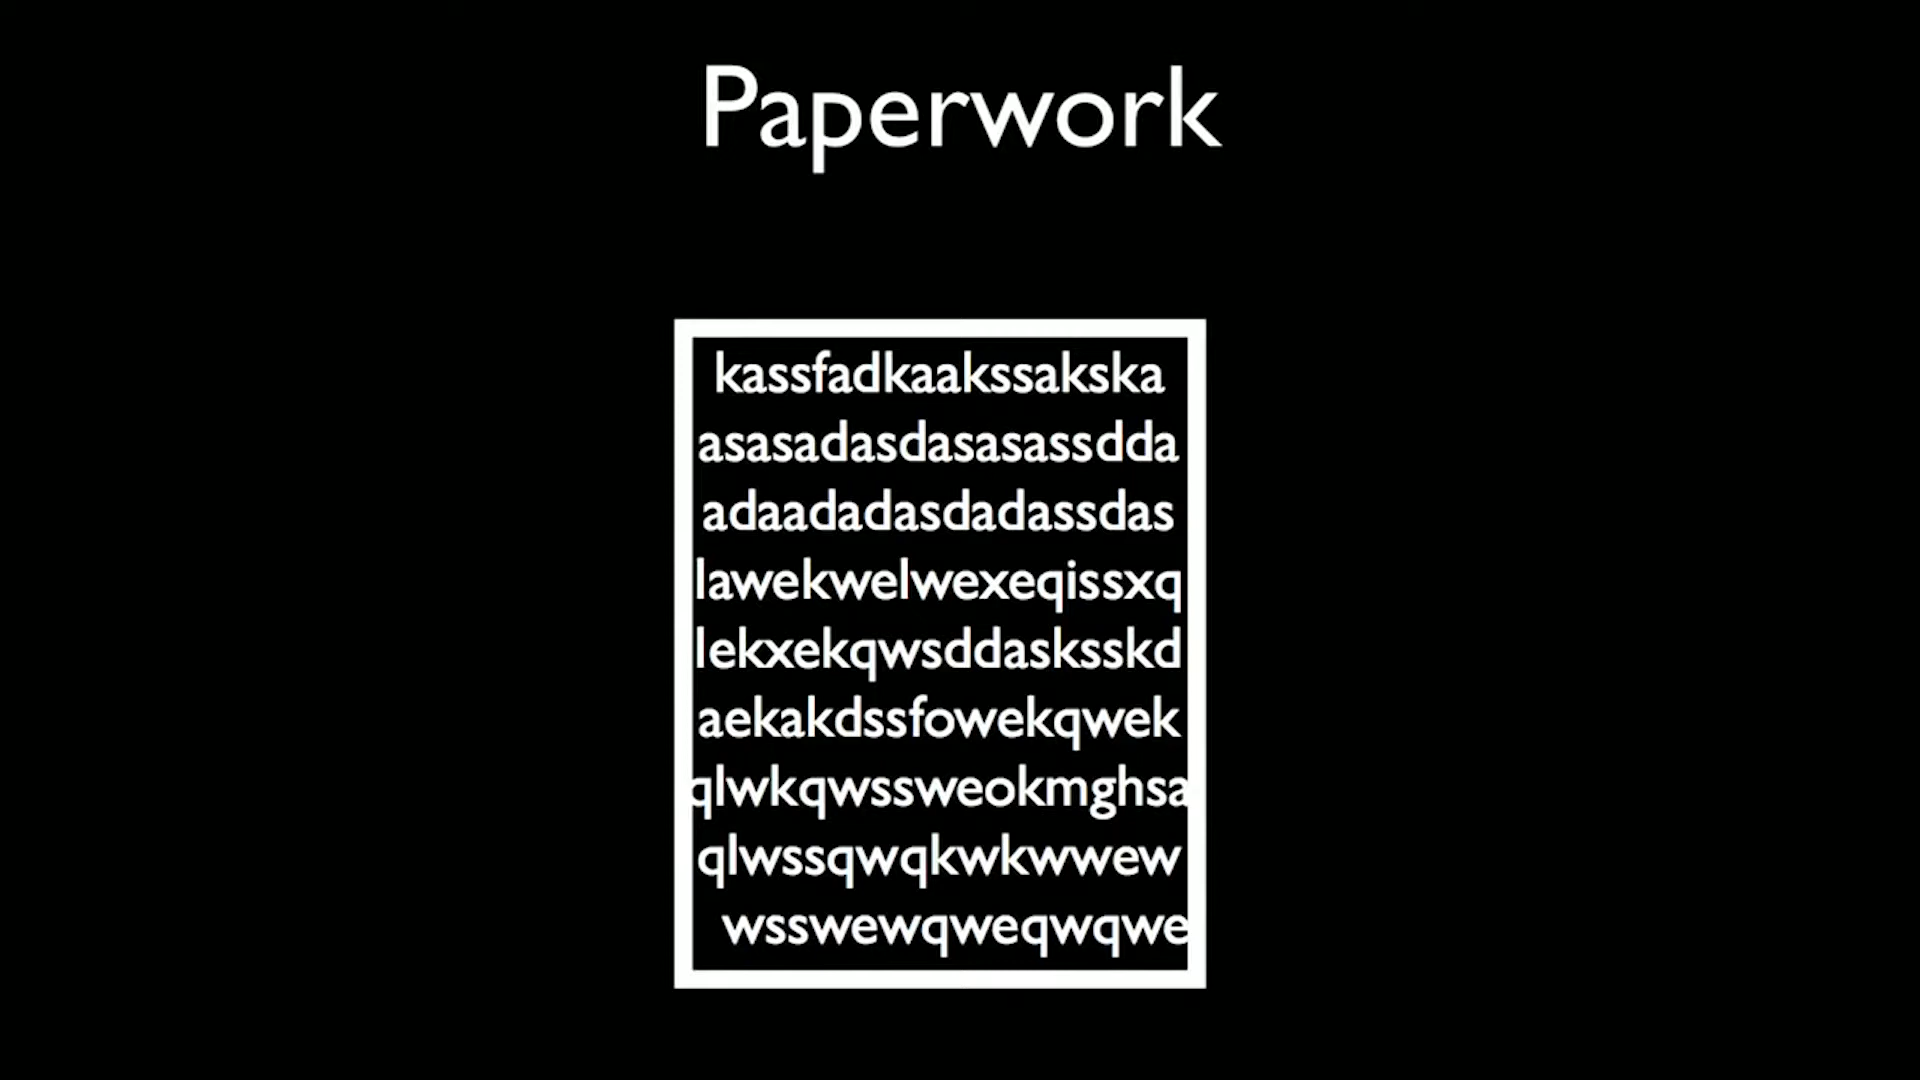 Paperwork
kassfadkaakssakska
asasadasdasasassdda
adaadadasdadassdas
lawekwelwexeqissxq
lekxekqwsddasksskd
aekakdssfowekqwek
qlwkqwssweokmghsa
qlwssqwqkwkwwew
wsswewqweqwqwe